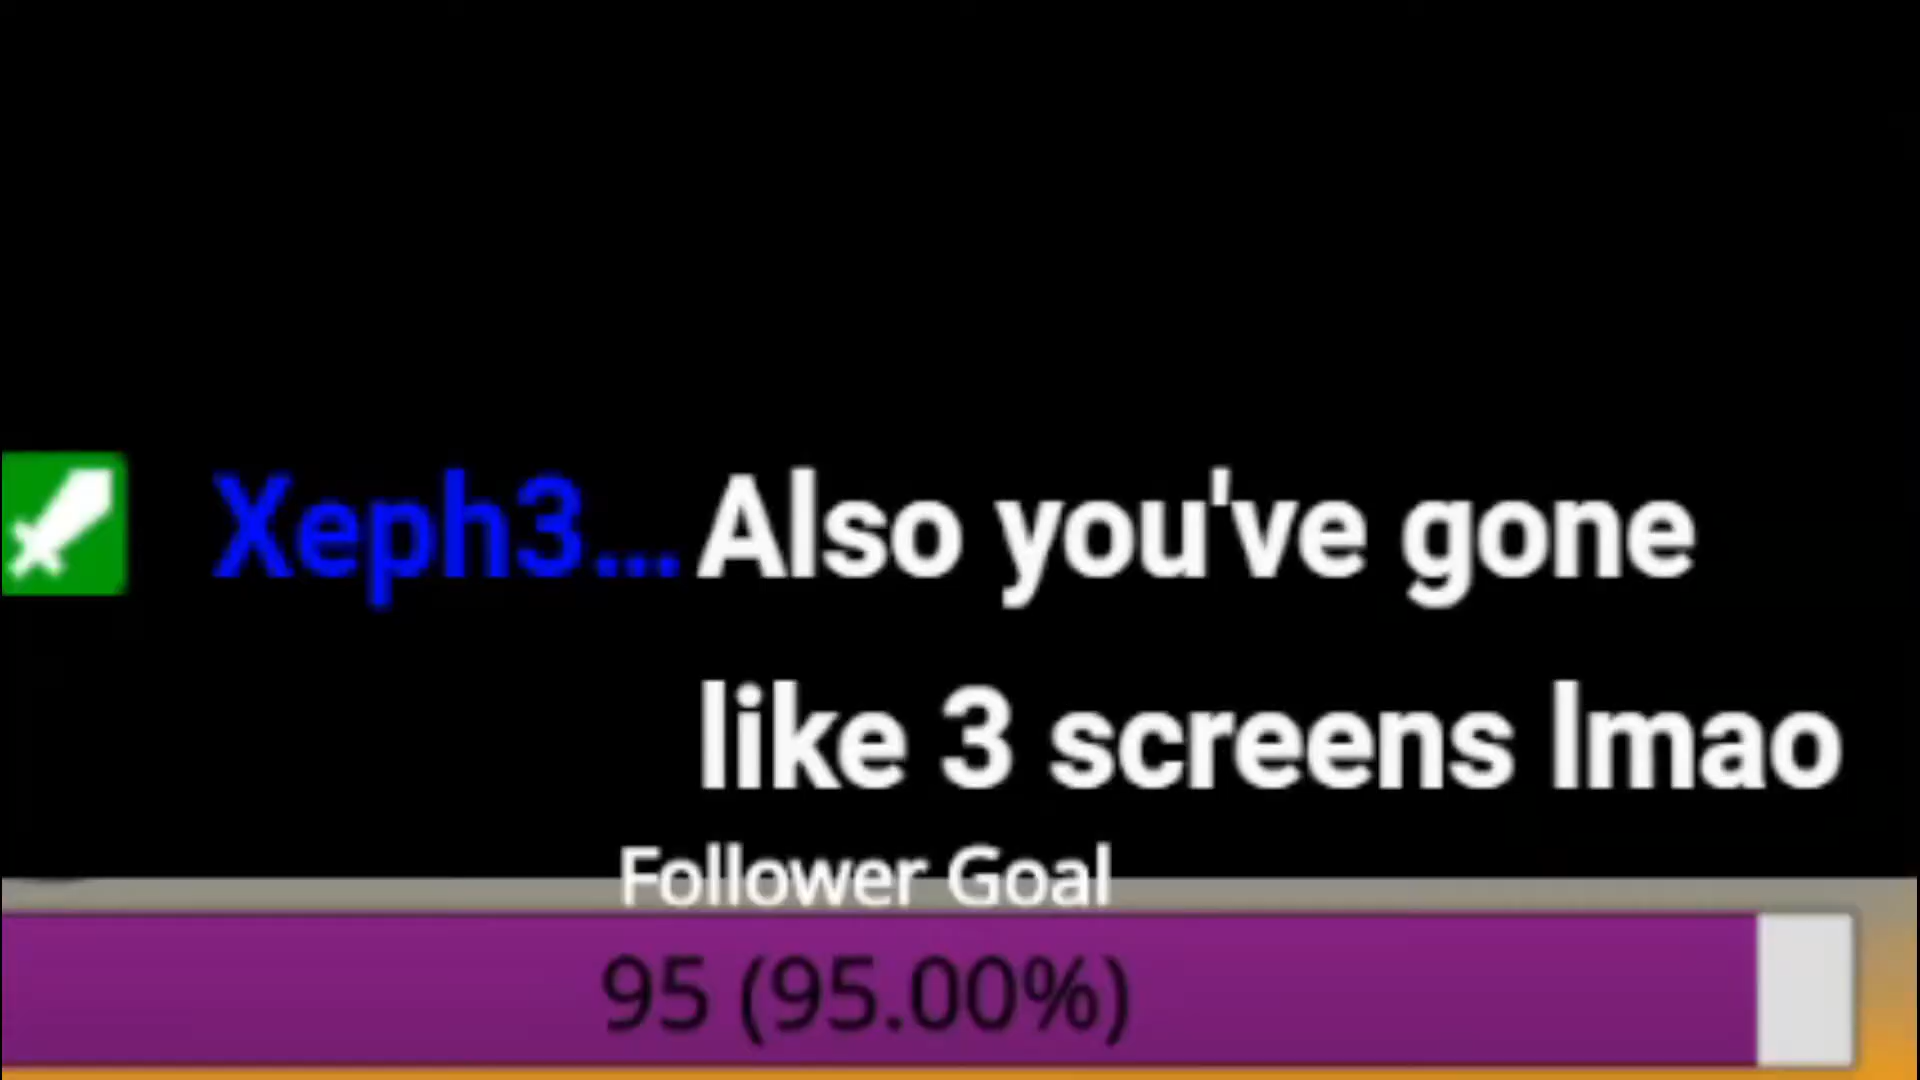 Xeph3... Also you've gone
like 3 screens lmao
Follower Goal
95 (95.00%)